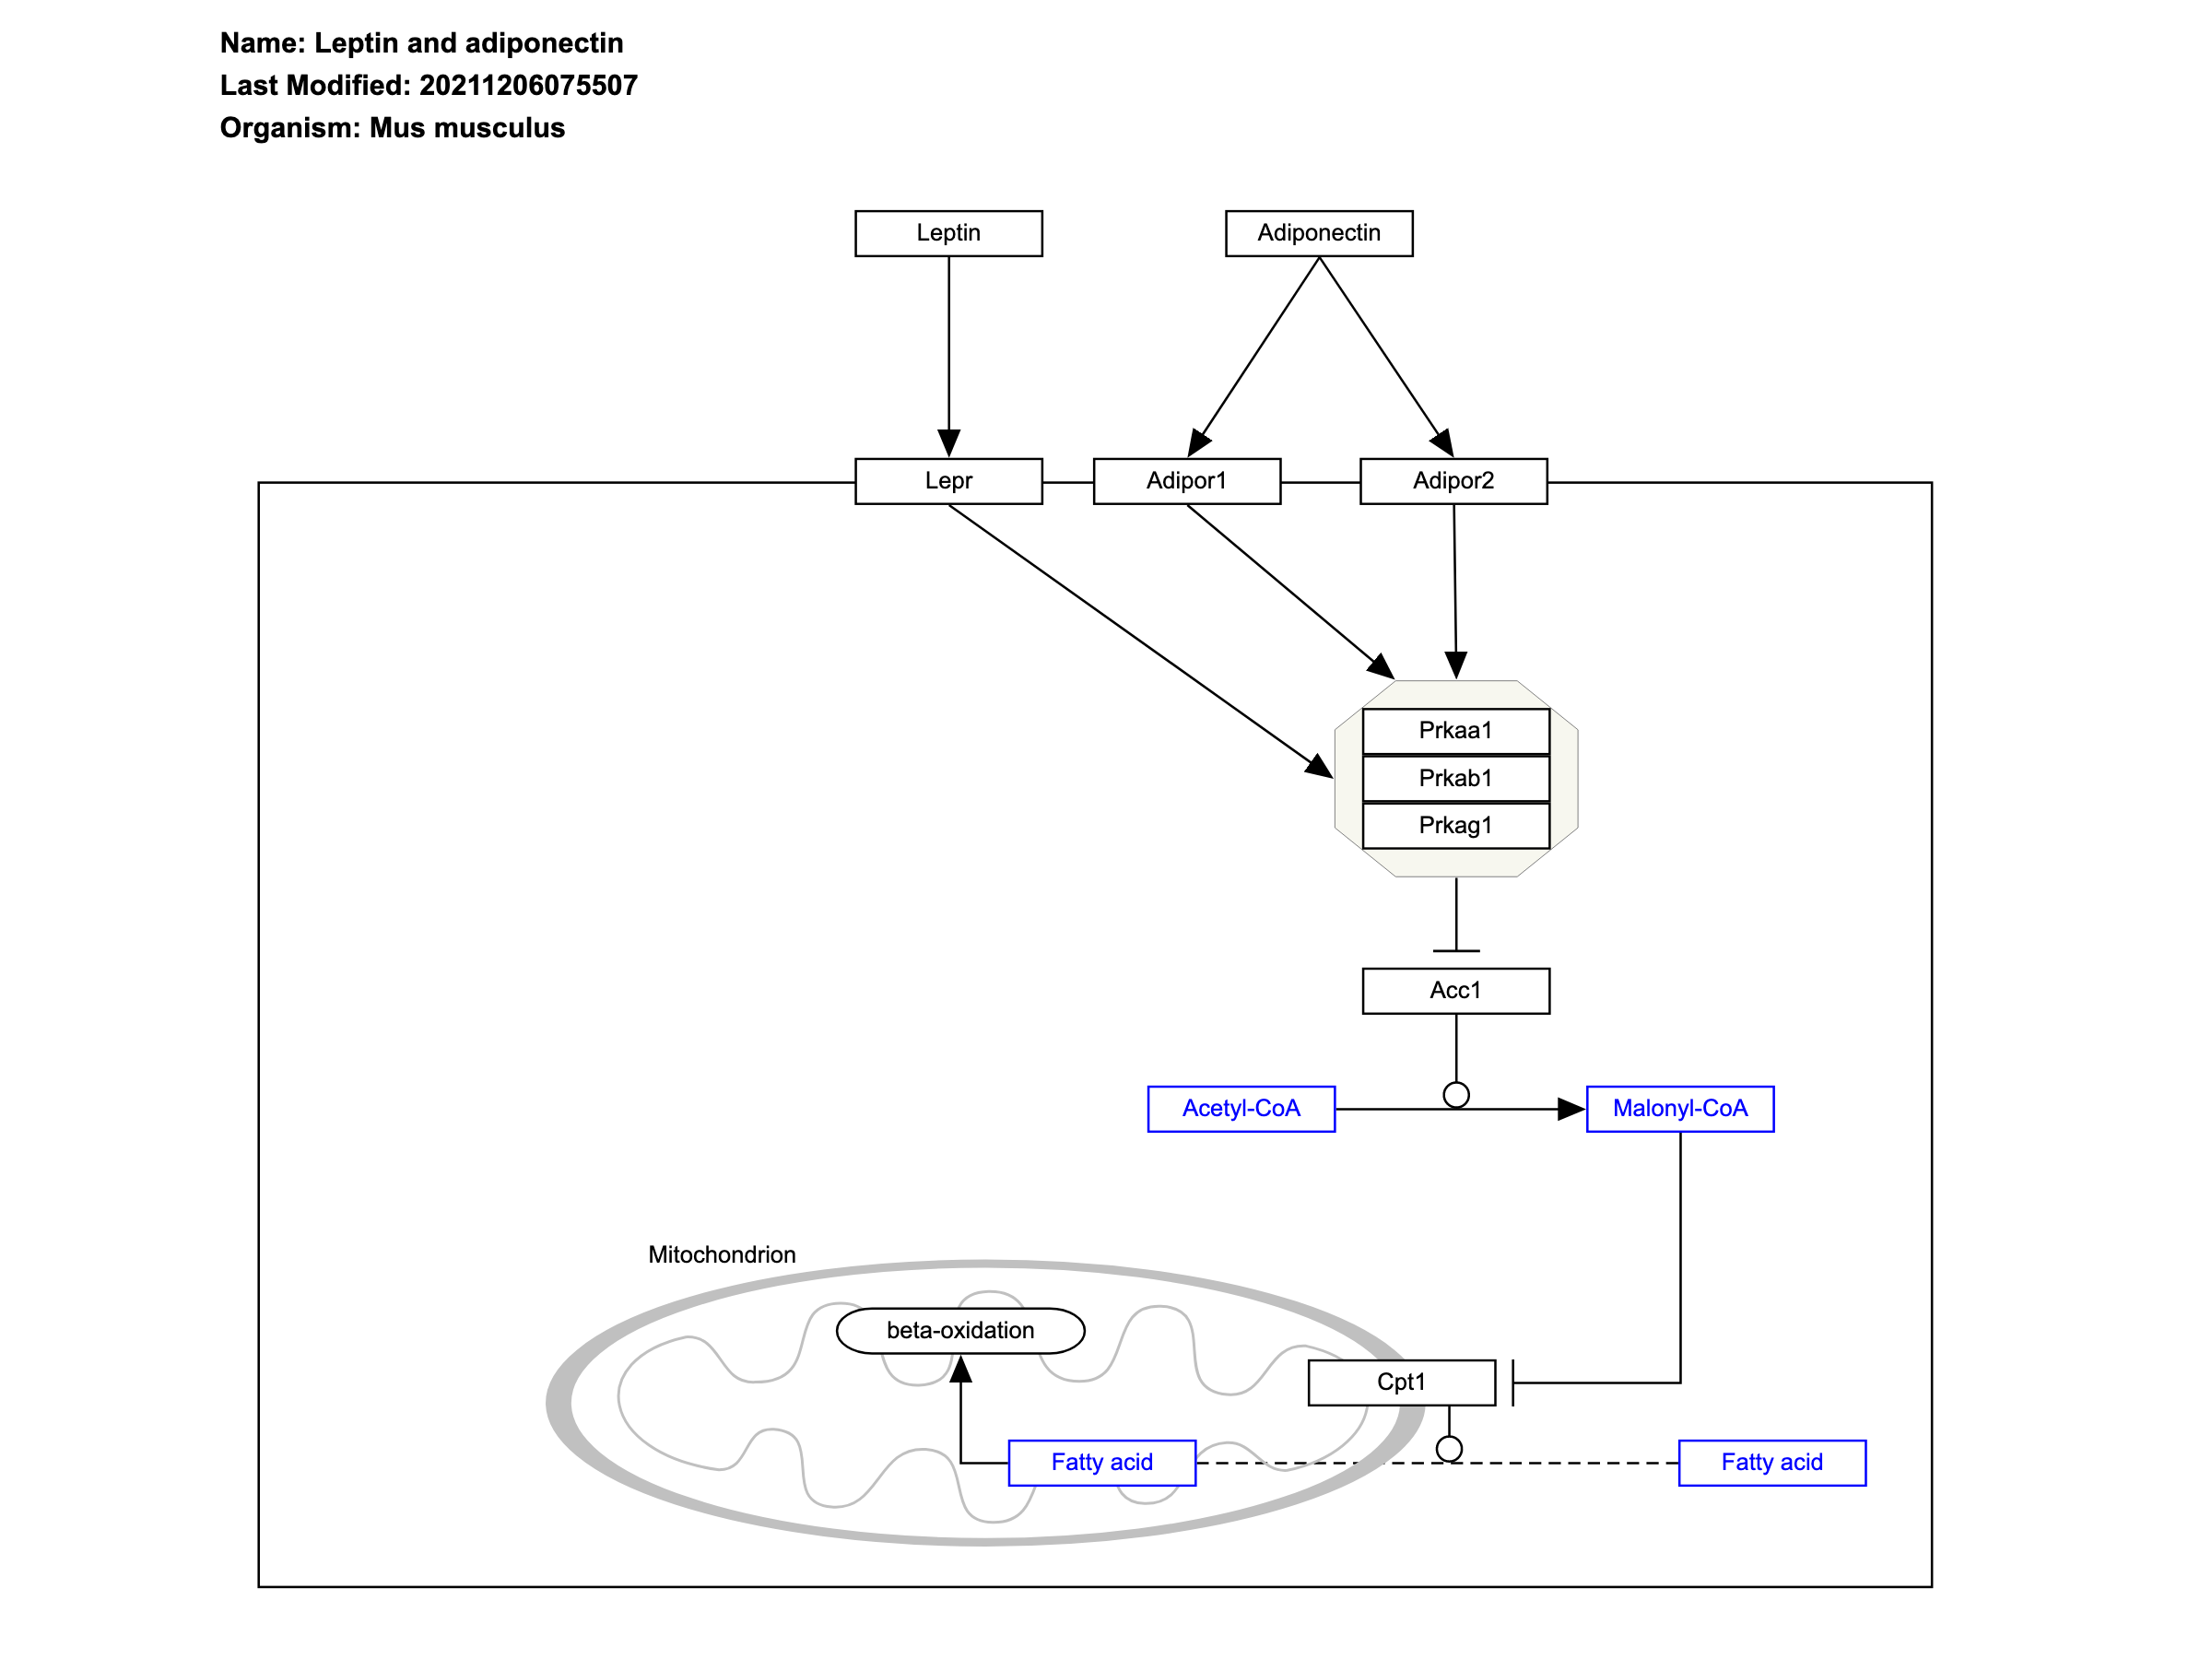 Name: Leptin and adiponectin
Last Modified: 20211206075507
Organism: Mus musculus
Leptin
Adiponectin
Lepr
Adipor1
Adipor2
Prkaa1
Prkab1
Prkag1
Acc1
Acetyl-CoA
Malonyl-CoA
Mitochondrion
beta-oxidation
Cpt1
Fatty acid
Fatty acid